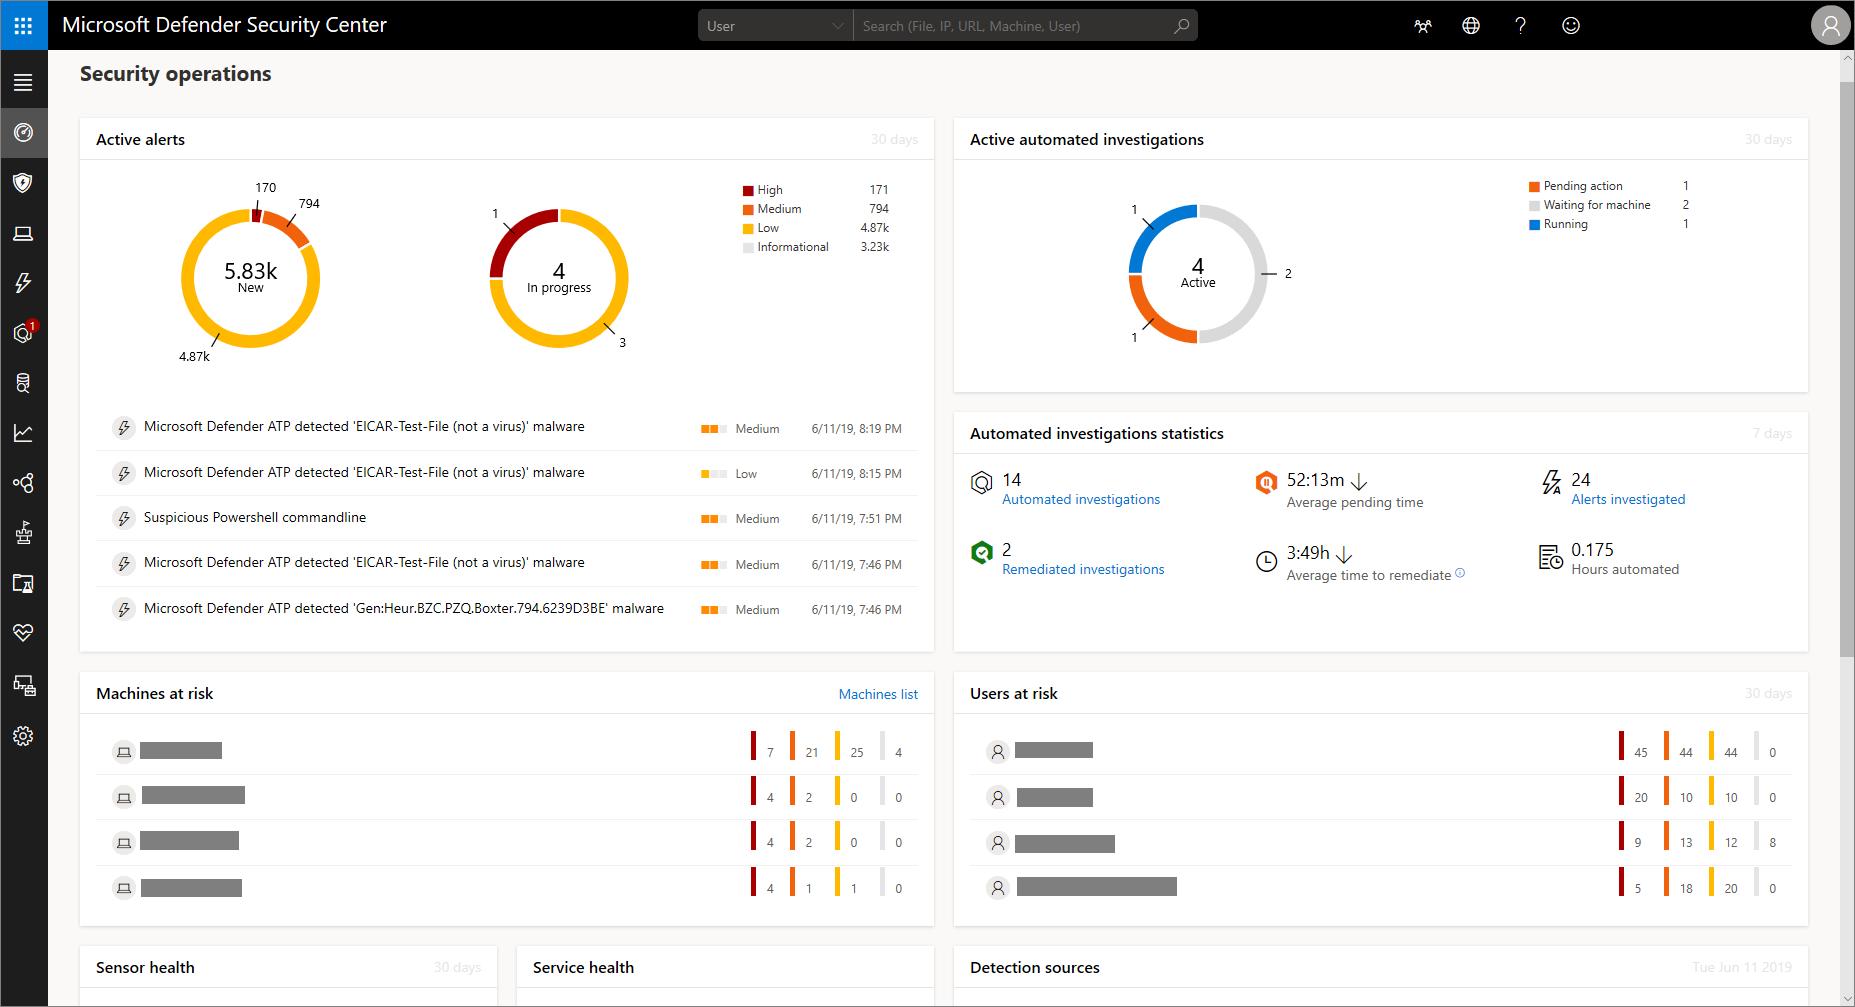 Microsoft Defender Security Center
User
Search (File, IP, URL, Machine, User)
?
1
Security operations
Active alerts
30 days
170
794
5.83k
New
4.87k
1
4
In progress
3
High 171
Medium 794
Low 4.87k
Informational 3.23k
Microsoft Defender ATP detected 'EICAR-Test-File (not a virus)' malware Medium 6/11/19, 8:19 PM
Microsoft Defender ATP detected 'EICAR-Test-File (not a virus)' malware Low 6/11/19, 8:15 PM
Suspicious Powershell commandline Medium 6/11/19, 7:51 PM
Microsoft Defender ATP detected 'EICAR-Test-File (not a virus)' malware Medium 6/11/19, 7:46 PM
Microsoft Defender ATP detected 'Gen:Heur.BZC.PZQ.Boxter.794.6239D3BE' malware Medium 6/11/19, 7:46 PM
Active automated investigations
30 days
1
4
Active
2
1
Pending action 1
Waiting for machine 2
Running 1
Automated investigations statistics
7 days
14
Automated investigations
52:13m
Average pending time
24
Alerts investigated
2
Remediated investigations
3:49h
Average time to remediate
0.175
Hours automated
Machines at risk
Machines list
7 21 25 4
4 2 0 0
4 2 0 0
4 1 1 0
Users at risk
30 days
45 44 44 0
20 10 10 0
9 13 12 8
5 18 20 0
Sensor health
30 days
Service health
Detection sources
Tue Jun 11 2019